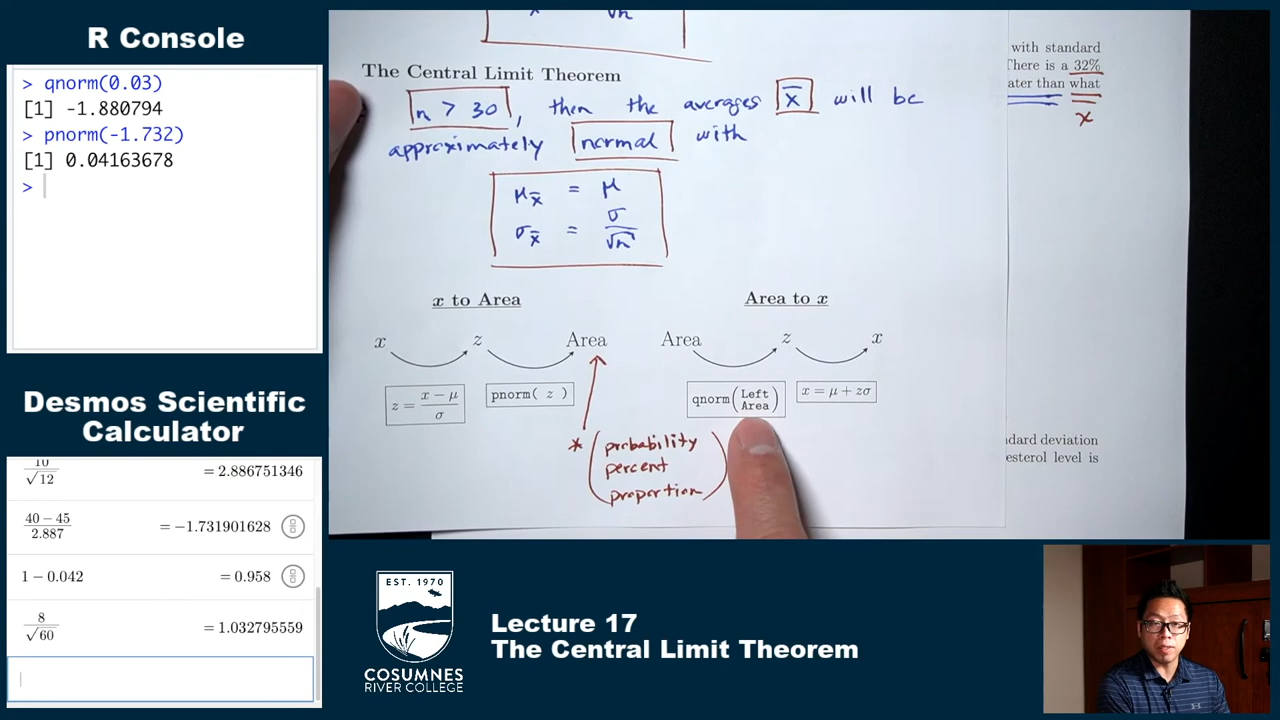 R Console
> qnorm(0.03)
[1] -1.880794
> pnorm(-1.732)
[1] 0.04163678
>
Desmos Scientific
Calculator
10/√12 = 2.886751346
(40 − 45)/2.887 = −1.731901628
1 − 0.042 = 0.958
8/√60 = 1.032795559
√n
The Central Limit Theorem
n > 30, then the averages x̄ will be
approximately normal with
μx̄ = μ
σx̄ = σ/√n
x to Area
x z Area
z = (x − μ)/σ pnorm( z )
* (probability
percent
proportion)
Area to x
Area z x
qnorm(Left
Area) x = μ + zσ
with standard
There is a 32%
ater than what
x
dard deviation
esterol level is
EST. 1970
COSUMNES
RIVER COLLEGE
Lecture 17
The Central Limit Theorem